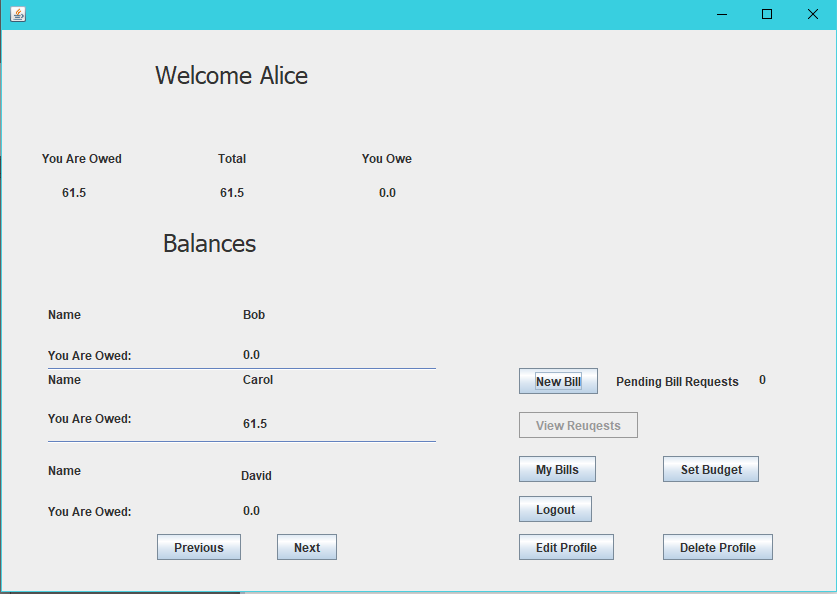 Welcome Alice
You Are Owed Total You Owe
61.5 61.5 0.0
Balances
Name Bob
You Are Owed: 0.0
Name Carol
New Bill Pending Bill Requests 0
You Are Owed: 61.5
View Reuqests
Name David
My Bills Set Budget
You Are Owed: 0.0
Logout
Previous Next
Edit Profile Delete Profile